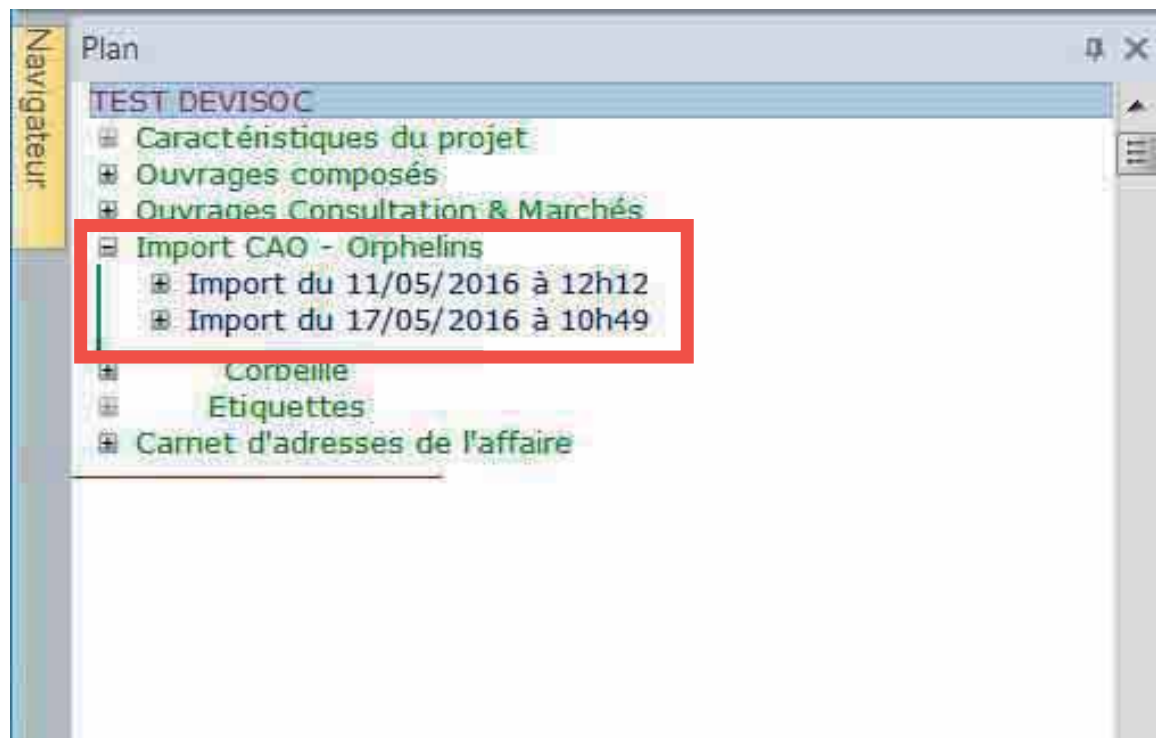 Navigateur
Plan
TEST DEVISOC
Caractéristiques du projet
Ouvrages composés
Ouvrages Consultation & Marchés
Import CAO - Orphelins
Import du 11/05/2016 à 12h12
Import du 17/05/2016 à 10h49
Corbeille
Etiquettes
Carnet d'adresses de l'affaire